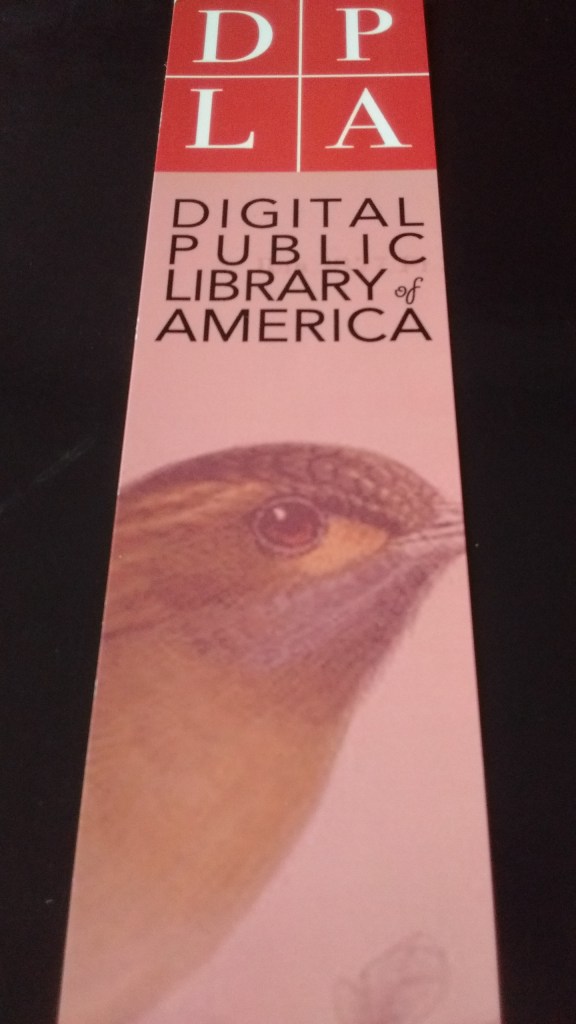 D P
L A
DIGITAL
PUBLIC
LIBRARY of
AMERICA